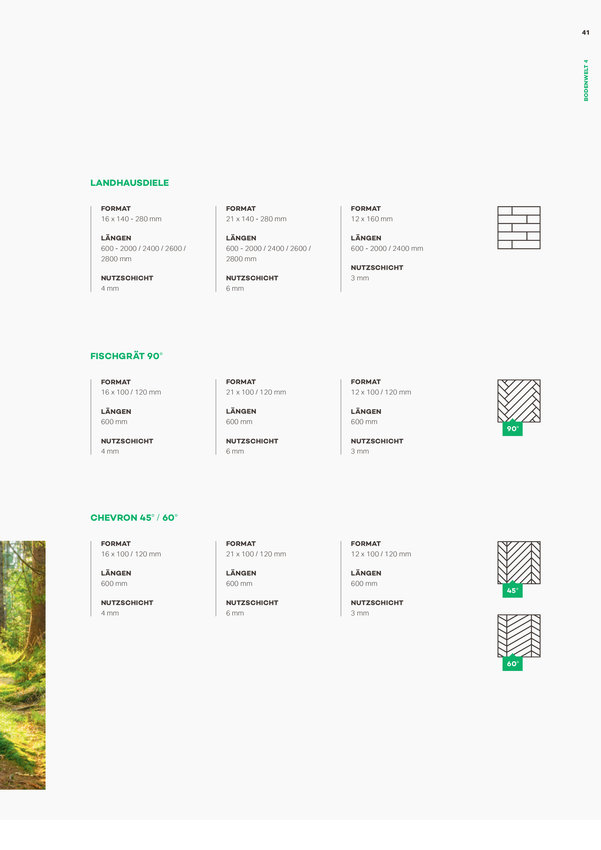 41
BODENWELT 4
LANDHAUSDIELE
FORMAT
16 x 140 - 280 mm
LÄNGEN
600 - 2000 / 2400 / 2600 /
2800 mm
NUTZSCHICHT
4 mm
FORMAT
21 x 140 - 280 mm
LÄNGEN
600 - 2000 / 2400 / 2600 /
2800 mm
NUTZSCHICHT
6 mm
FORMAT
12 x 160 mm
LÄNGEN
600 - 2000 / 2400 mm
NUTZSCHICHT
3 mm
FISCHGRÄT 90°
FORMAT
16 x 100 / 120 mm
LÄNGEN
600 mm
NUTZSCHICHT
4 mm
FORMAT
21 x 100 / 120 mm
LÄNGEN
600 mm
NUTZSCHICHT
6 mm
FORMAT
12 x 100 / 120 mm
LÄNGEN
600 mm
NUTZSCHICHT
3 mm
90°
CHEVRON 45° / 60°
FORMAT
16 x 100 / 120 mm
LÄNGEN
600 mm
NUTZSCHICHT
4 mm
FORMAT
21 x 100 / 120 mm
LÄNGEN
600 mm
NUTZSCHICHT
6 mm
FORMAT
12 x 100 / 120 mm
LÄNGEN
600 mm
NUTZSCHICHT
3 mm
45°
60°